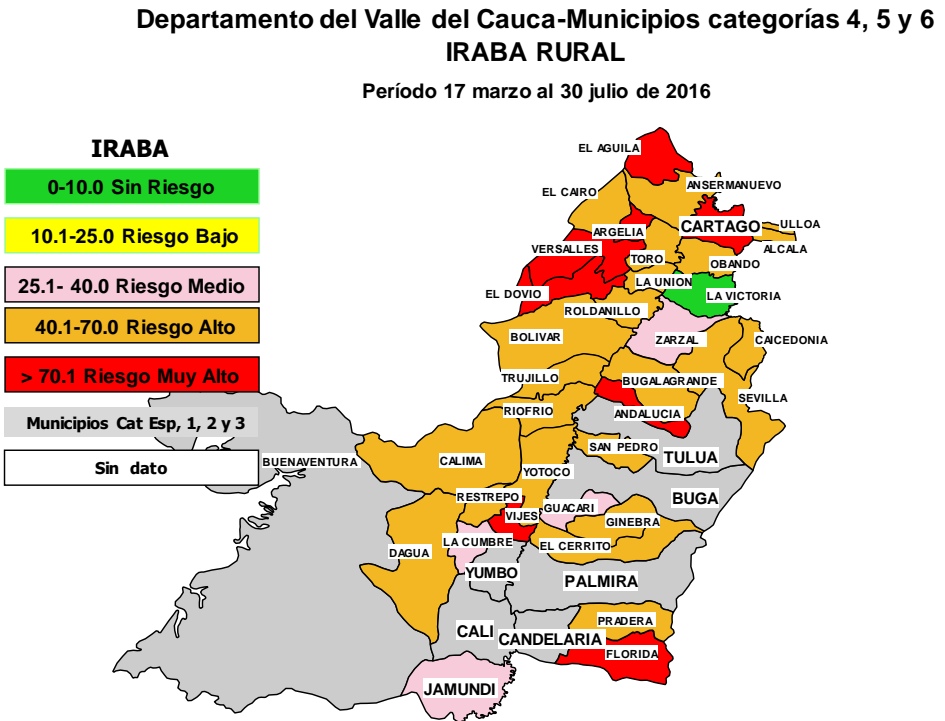 Departamento del Valle del Cauca-Municipios categorías 4, 5 y 6
IRABA RURAL
Período 17 marzo al 30 julio de 2016
IRABA
0-10.0 Sin Riesgo
10.1-25.0 Riesgo Bajo
25.1- 40.0 Riesgo Medio
40.1-70.0 Riesgo Alto
> 70.1 Riesgo Muy Alto
Municipios Cat Esp, 1, 2 y 3
Sin dato
EL AGUILA
ANSERMANUEVO
EL CAIRO
CARTAGO
ULLOA
ARGELIA
ALCALA
VERSALLES
TORO
OBANDO
LA UNION
EL DOVIO
LA VICTORIA
ROLDANILLO
BOLIVAR
ZARZAL
CAICEDONIA
TRUJILLO
BUGALAGRANDE
SEVILLA
RIOFRIO
ANDALUCIA
SAN PEDRO
TULUA
BUENAVENTURA
CALIMA
YOTOCO
RESTREPO
BUGA
GUACARI
VIJES
GINEBRA
LA CUMBRE
EL CERRITO
DAGUA
YUMBO
PALMIRA
PRADERA
CALI
CANDELARIA
FLORIDA
JAMUNDI